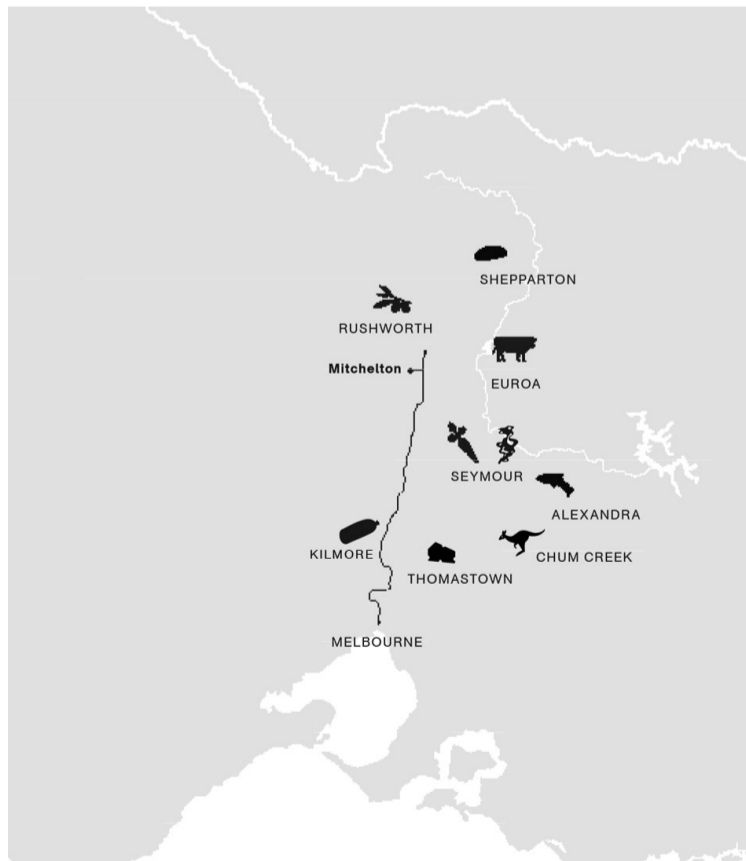 SHEPPARTON
RUSHWORTH
Mitchelton
EUROA
SEYMOUR
ALEXANDRA
KILMORE
CHUM CREEK
THOMASTOWN
MELBOURNE